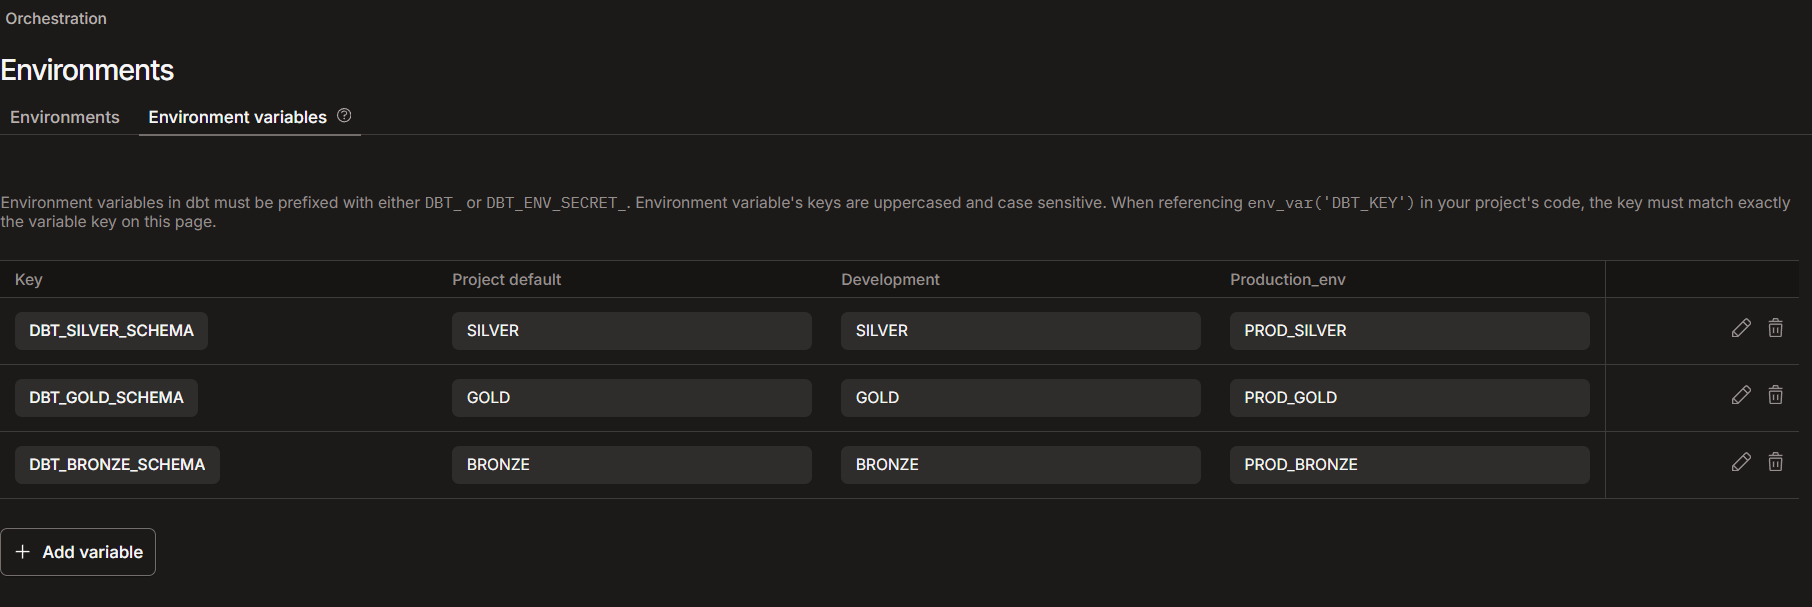 Orchestration
Environments
Environments Environment variables ?
Environment variables in dbt must be prefixed with either DBT_ or DBT_ENV_SECRET_. Environment variable's keys are uppercased and case sensitive. When referencing env_var('DBT_KEY') in your project's code, the key must match exactly
the variable key on this page.
Key Project default Development Production_env
DBT_SILVER_SCHEMA SILVER SILVER PROD_SILVER
DBT_GOLD_SCHEMA GOLD GOLD PROD_GOLD
DBT_BRONZE_SCHEMA BRONZE BRONZE PROD_BRONZE
+ Add variable